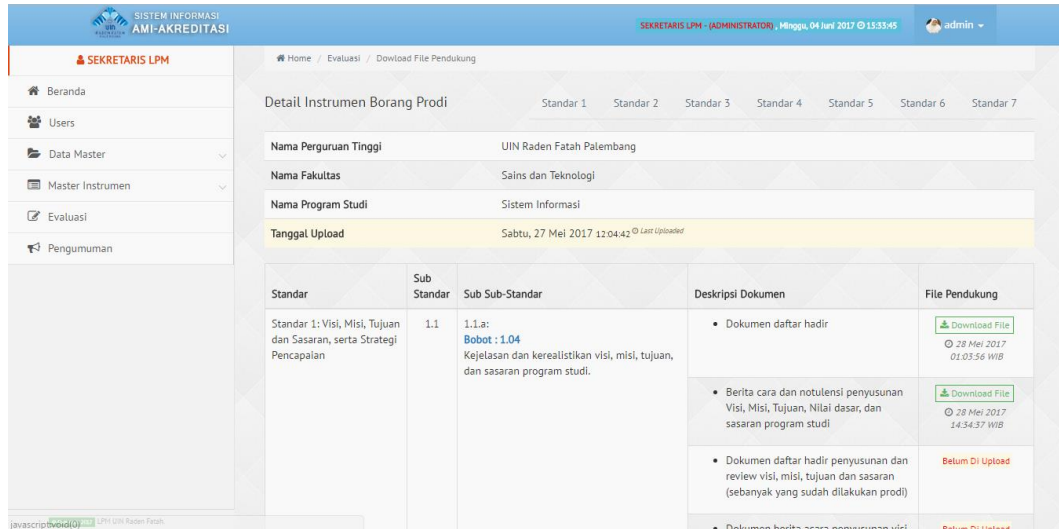 SISTEM INFORMASI
AMI-AKREDITASI
SEKRETARIS LPM - (ADMINISTRATOR) , Minggu, 04 Juni 2017 15:33:45
admin
SEKRETARIS LPM
Home / Evaluasi / Dowload File Pendukung
Beranda
Users
Data Master
Master Instrumen
Evaluasi
Pengumuman
Detail Instrumen Borang Prodi
Standar 1 Standar 2 Standar 3 Standar 4 Standar 5 Standar 6 Standar 7
Nama Perguruan Tinggi UIN Raden Fatah Palembang
Nama Fakultas Sains dan Teknologi
Nama Program Studi Sistem Informasi
Tanggal Upload Sabtu, 27 Mei 2017 12:04:42 Last Uploaded
Standar Sub Standar Sub Sub-Standar Deskripsi Dokumen File Pendukung
Standar 1: Visi, Misi, Tujuan
dan Sasaran, serta Strategi
Pencapaian
1.1
1.1.a:
Bobot : 1.04
Kejelasan dan kerealistikan visi, misi, tujuan,
dan sasaran program studi.
Dokumen daftar hadir
Download File
28 Mei 2017
01:03:56 WIB
Berita cara dan notulensi penyusunan
Visi, Misi, Tujuan, Nilai dasar, dan
sasaran program studi
Download File
28 Mei 2017
14:34:37 WIB
Dokumen daftar hadir penyusunan dan
review visi, misi, tujuan dan sasaran
(sebanyak yang sudah dilakukan prodi)
Belum Di Upload
Dokumen berita acara penyusunan visi
Belum Di Upload
javascript:void(0)
LPM UIN Raden Fatah